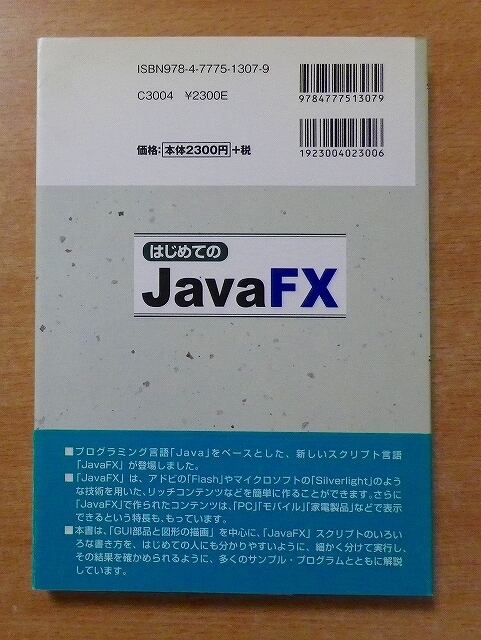 ISBN978-4-7775-1307-9
C3004 ¥2300E
価格:本体2300円+税
9784777513079
1923004023006
はじめての
JavaFX
■プログラミング言語「Java」をベースとした、新しいスクリプト言語
「JavaFX」が登場しました。
■「JavaFX」は、アドビの「Flash」やマイクロソフトの「Silverlight」のよう
な技術を用いた、リッチコンテンツなどを簡単に作ることができます。さらに
「JavaFX」で作られたコンテンツは、「PC」「モバイル」「家電製品」などで表示
できるという特長も、もっています。
■本書は、「GUI部品と図形の描画」を中心に、「JavaFX」スクリプトのいろい
ろな書き方を、はじめての人にも分かりやすいように、細かく分けて実行し、
その結果を確かめられるように、多くのサンプル・プログラムとともに解説
しています。